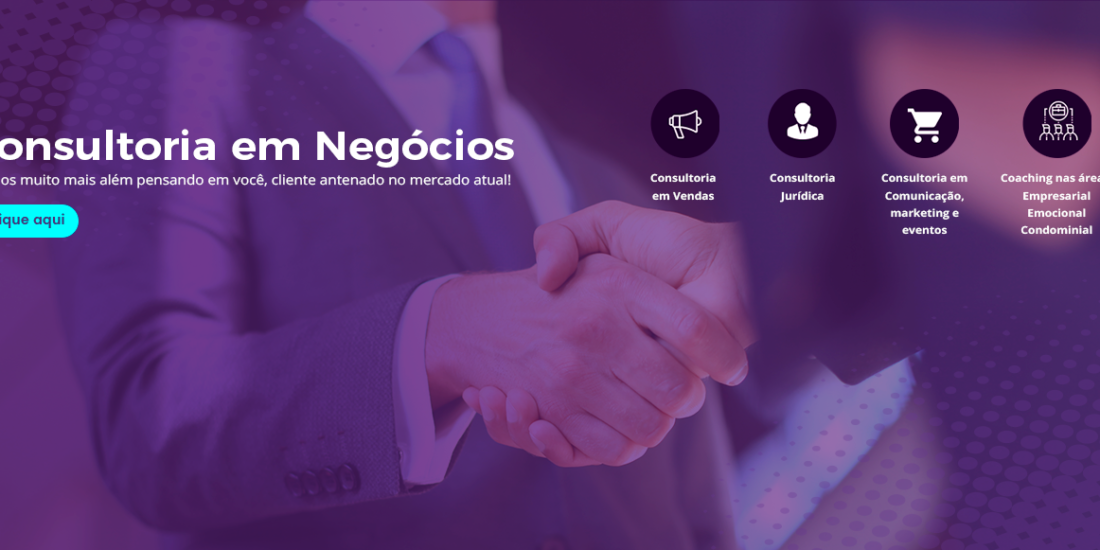 onsultoria em Negócios
os muito mais além pensando em você, cliente antenado no mercado atual!
ique aqui
Consultoria
em Vendas
Consultoria
Jurídica
Consultoria em
Comunicação,
marketing e
eventos
Coaching nas área
Empresarial
Emocional
Condominial